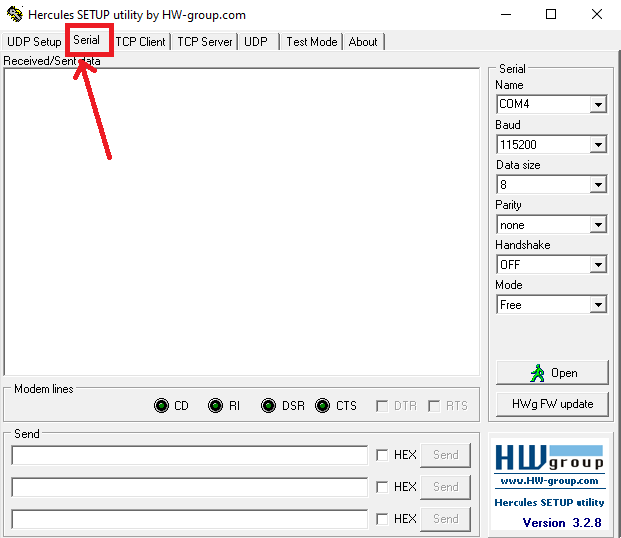 Hercules SETUP utility by HW-group.com
UDP Setup Serial TCP Client TCP Server UDP Test Mode About
Received/Sent data
Serial
Name
COM4
Baud
115200
Data size
8
Parity
none
Handshake
OFF
Mode
Free
Open
HWg FW update
Modem lines
CD RI DSR CTS DTR RTS
Send
HEX Send
HEX Send
HEX Send
HW group
www.HW-group.com
Hercules SETUP utility
Version 3.2.8